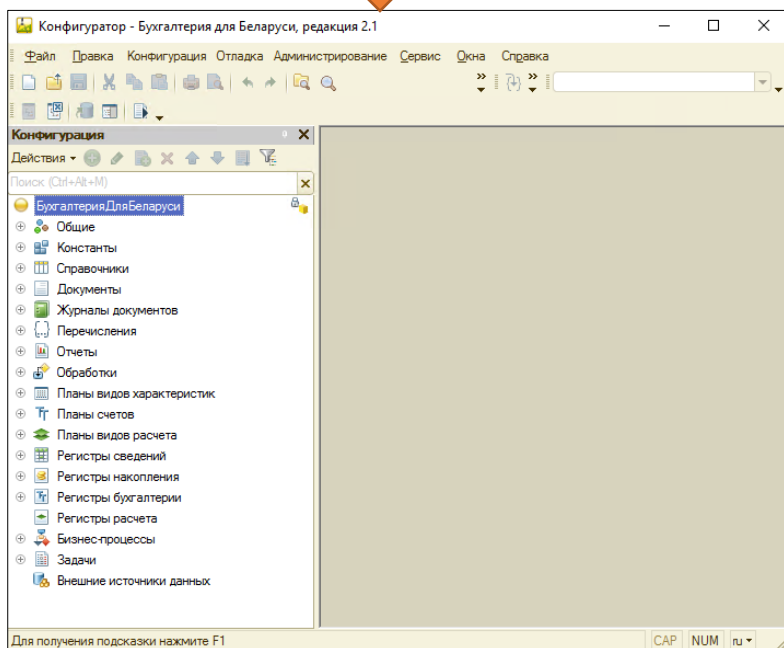 Конфигуратор - Бухгалтерия для Беларуси, редакция 2.1
Файл Правка Конфигурация Отладка Администрирование Сервис Окна Справка
Конфигурация
Действия
Поиск (Ctrl+Alt+M)
БухгалтерияДляБеларуси
Общие
Константы
Справочники
Документы
Журналы документов
Перечисления
Отчеты
Обработки
Планы видов характеристик
Планы счетов
Планы видов расчета
Регистры сведений
Регистры накопления
Регистры бухгалтерии
Регистры расчета
Бизнес-процессы
Задачи
Внешние источники данных
Для получения подсказки нажмите F1 CAP NUM ru